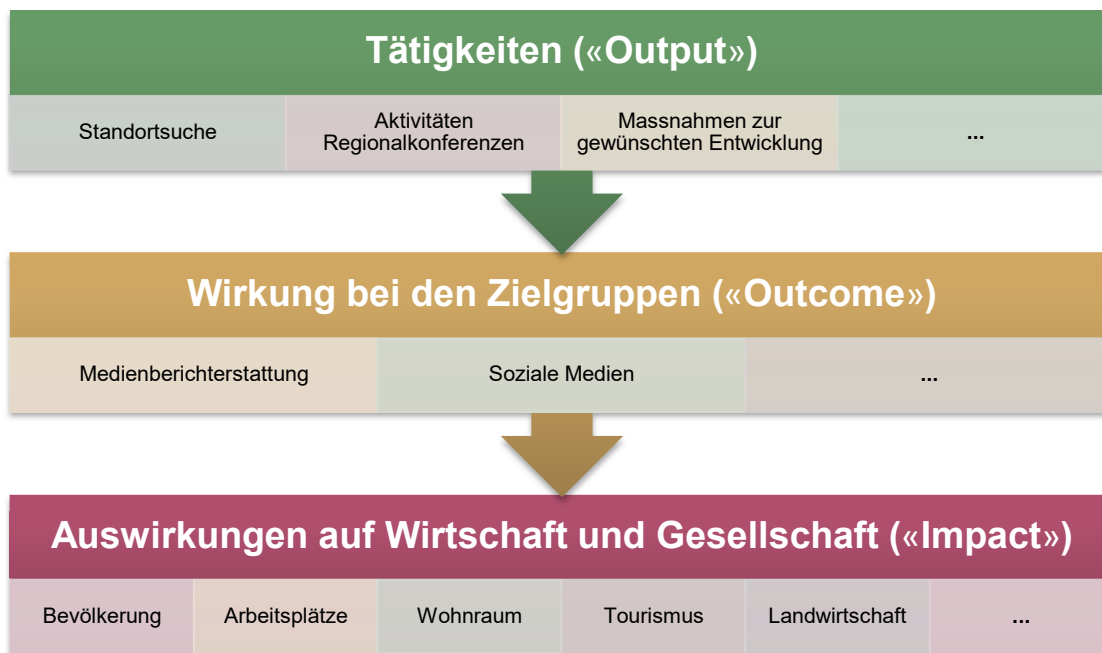 Tätigkeiten («Output»)
Standortsuche
Aktivitäten
Regionalkonferenzen
Massnahmen zur
gewünschten Entwicklung
...
Wirkung bei den Zielgruppen («Outcome»)
Medienberichterstattung
Soziale Medien
...
Auswirkungen auf Wirtschaft und Gesellschaft («Impact»)
Bevölkerung
Arbeitsplätze
Wohnraum
Tourismus
Landwirtschaft
...